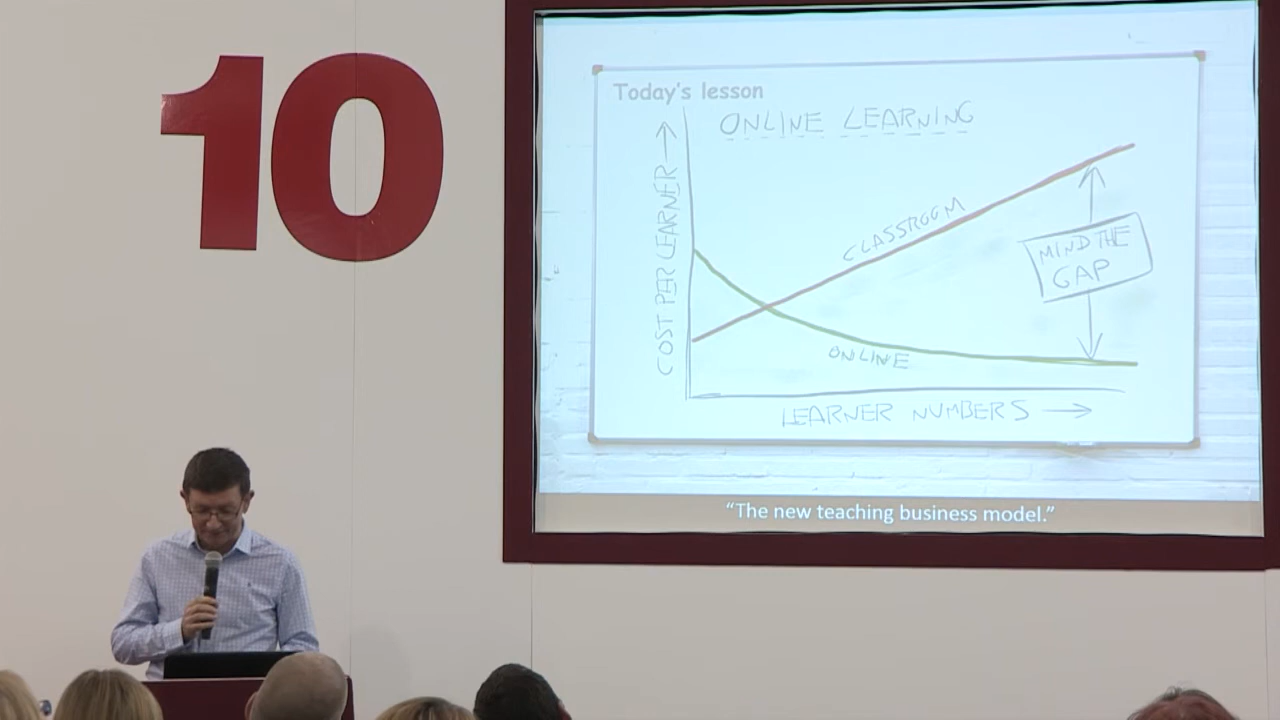 10
Today's lesson
ONLINE LEARNING
COST PER LEARNER
CLASSROOM
MIND THE
GAP
ONLINE
LEARNER NUMBERS
“The new teaching business model.”